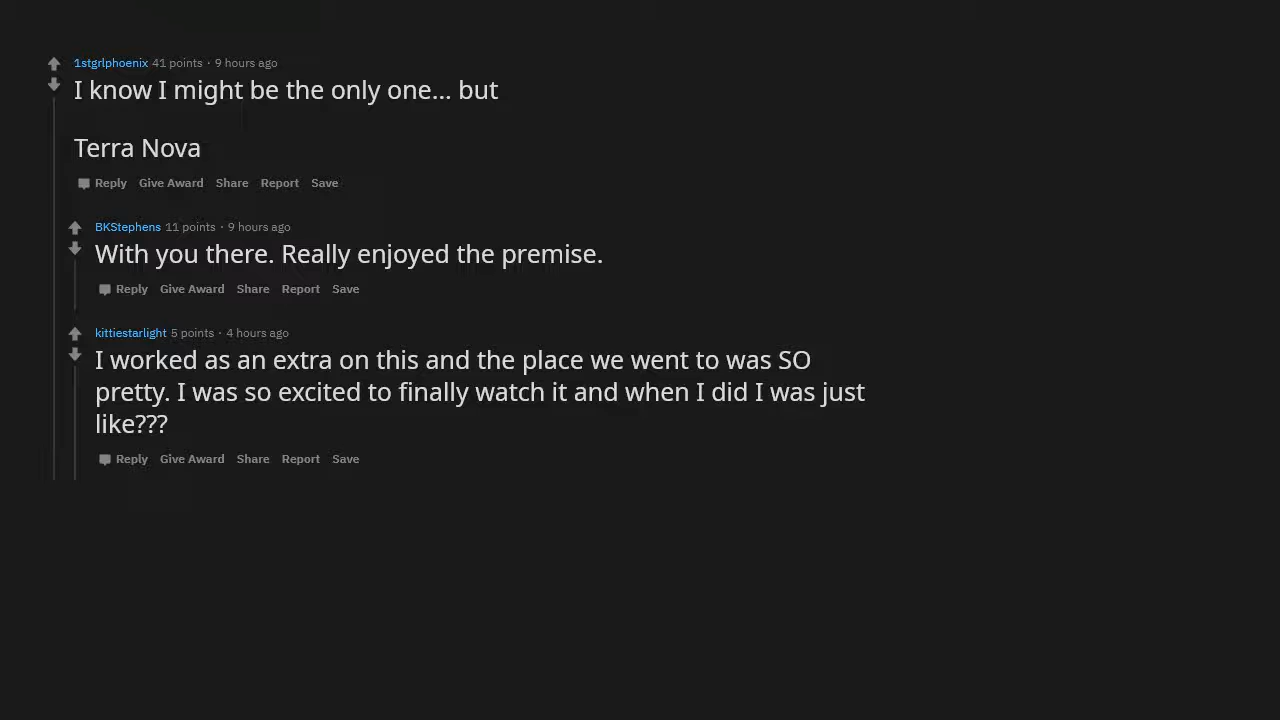 1stgrlphoenix 41 points · 9 hours ago
I know I might be the only one... but
Terra Nova
Reply Give Award Share Report Save
BKStephens 11 points · 9 hours ago
With you there. Really enjoyed the premise.
Reply Give Award Share Report Save
kittiestarlight 5 points · 4 hours ago
I worked as an extra on this and the place we went to was SO
pretty. I was so excited to finally watch it and when I did I was just
like???
Reply Give Award Share Report Save